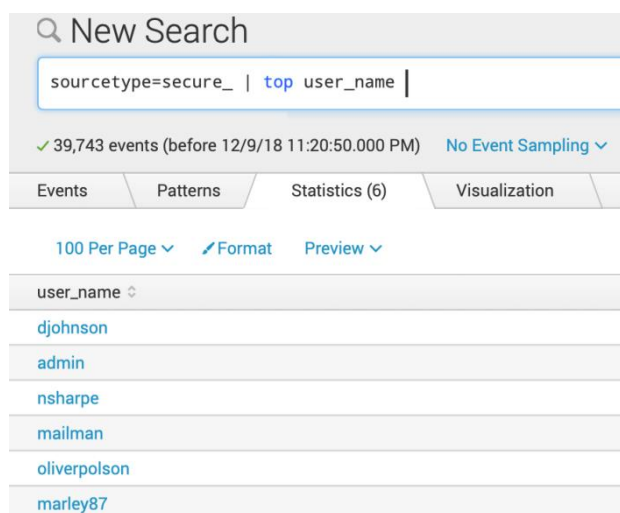 New Search
sourcetype=secure_ | top user_name
39,743 events (before 12/9/18 11:20:50.000 PM) No Event Sampling
Events Patterns Statistics (6) Visualization
100 Per Page Format Preview
user_name
djohnson
admin
nsharpe
mailman
oliverpolson
marley87